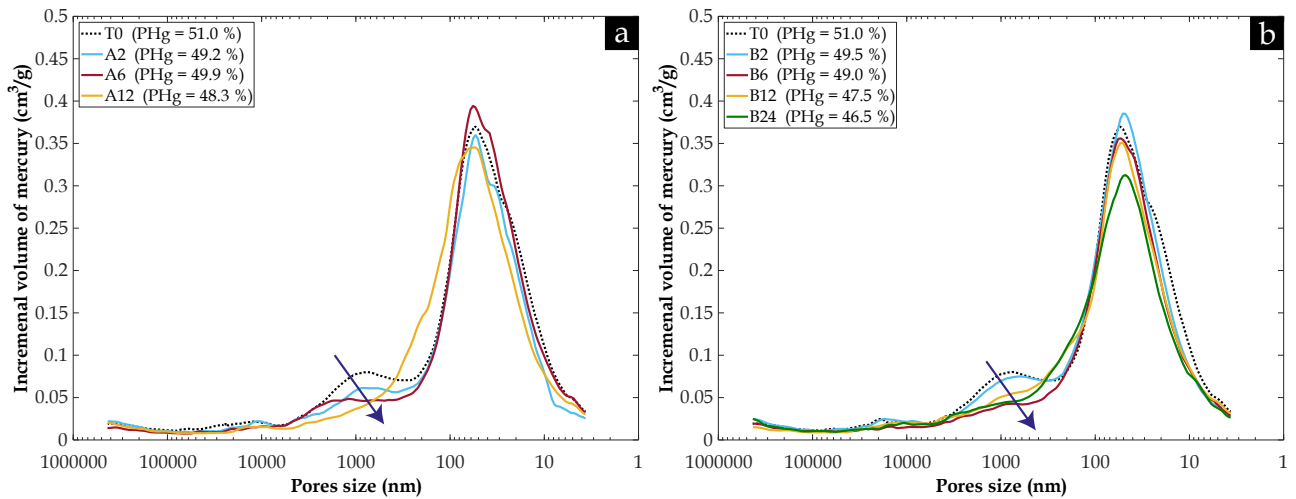 a
T0 (PHg = 51.0 %)
A2 (PHg = 49.2 %)
A6 (PHg = 49.9 %)
A12 (PHg = 48.3 %)
0.5
0.45
0.4
0.35
0.3
0.25
0.2
0.15
0.1
0.05
0
Incremenal volume of mercury (cm³/g)
1000000 100000 10000 1000 100 10 1
Pores size (nm)
b
T0 (PHg = 51.0 %)
B2 (PHg = 49.5 %)
B6 (PHg = 49.0 %)
B12 (PHg = 47.5 %)
B24 (PHg = 46.5 %)
0.5
0.45
0.4
0.35
0.3
0.25
0.2
0.15
0.1
0.05
0
Incremenal volume of mercury (cm³/g)
1000000 100000 10000 1000 100 10 1
Pores size (nm)